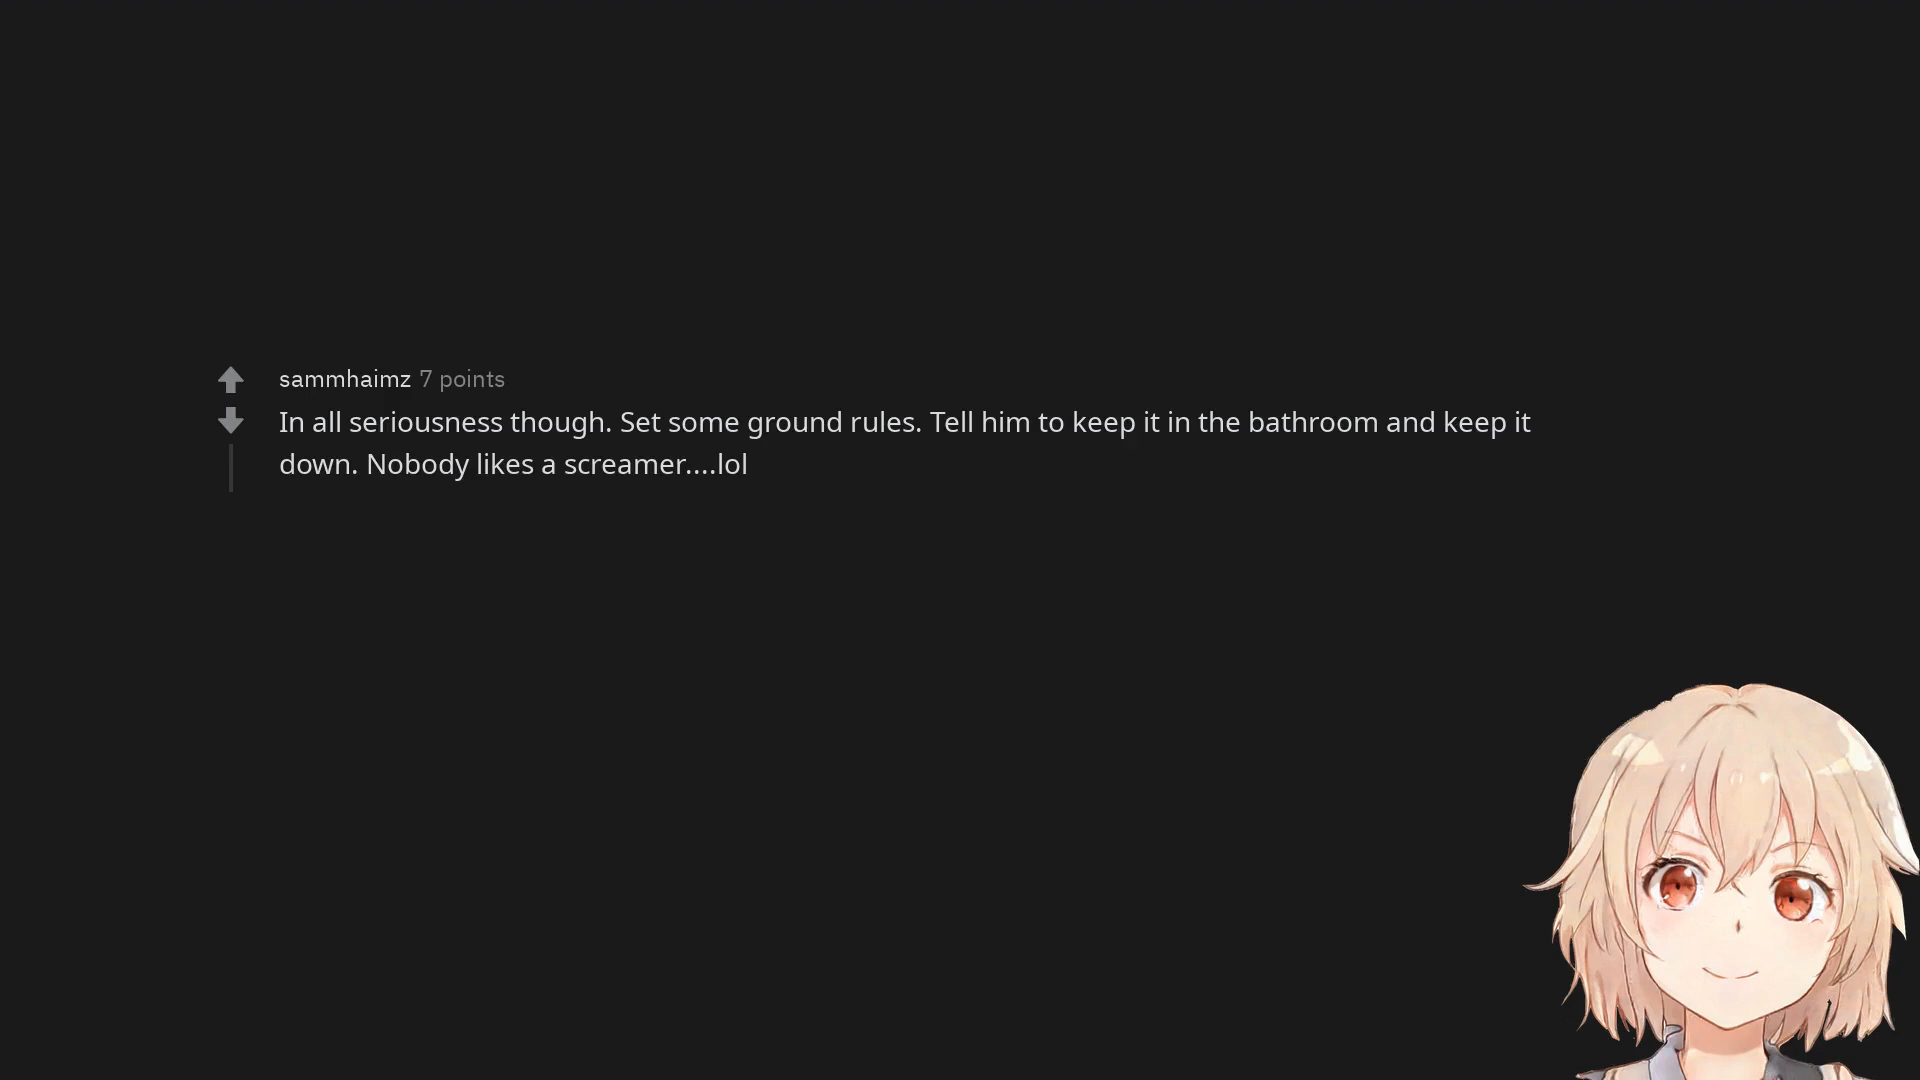 sammhaimz 7 points
In all seriousness though. Set some ground rules. Tell him to keep it in the bathroom and keep it
down. Nobody likes a screamer....lol